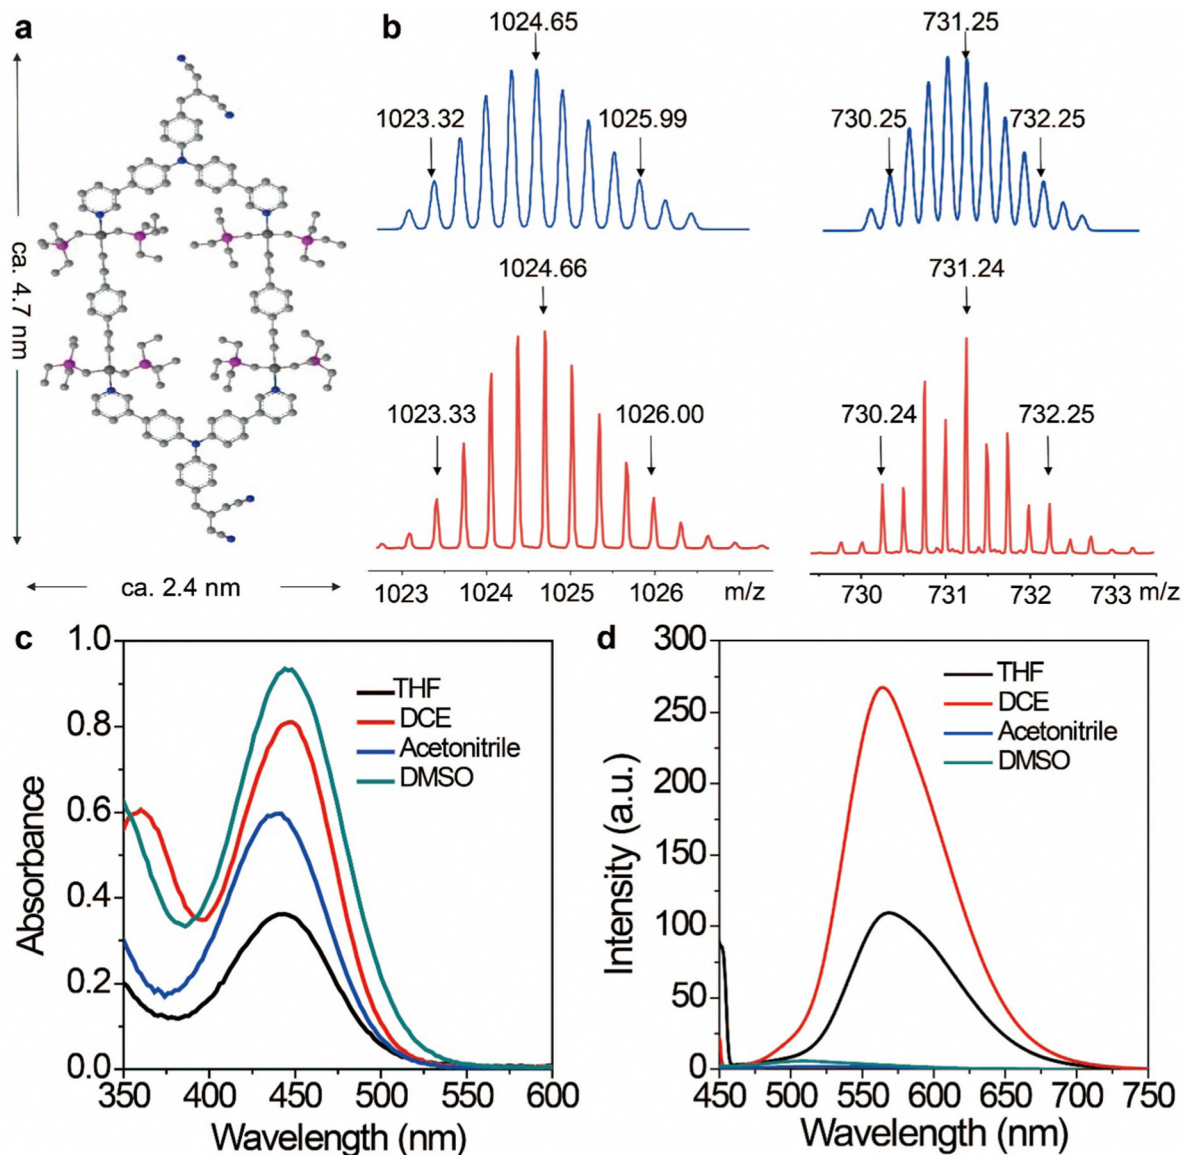 a
b
ca. 4.7 nm
ca. 2.4 nm
1024.65
1023.32
1025.99
731.25
730.25
732.25
1024.66
1023.33
1026.00
1023 1024 1025 1026 m/z
731.24
730.24
732.25
730 731 732 733 m/z
c
1.0
0.8
0.6
0.4
0.2
0.0
Absorbance
THF
DCE
Acetonitrile
DMSO
350 400 450 500 550 600
Wavelength (nm)
d
300
250
200
150
100
50
0
Intensity (a.u.)
THF
DCE
Acetonitrile
DMSO
450 500 550 600 650 700 750
Wavelength (nm)